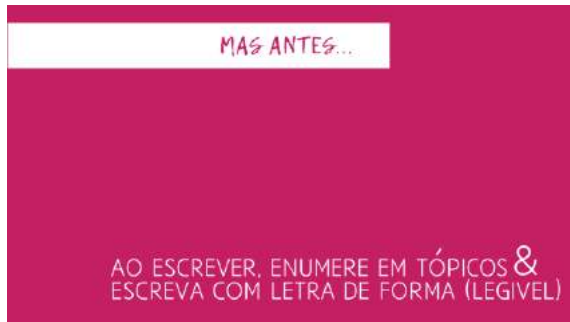 MAS ANTES...
AO ESCREVER, ENUMERE EM TÓPICOS &
ESCREVA COM LETRA DE FORMA (LEGIVEL)